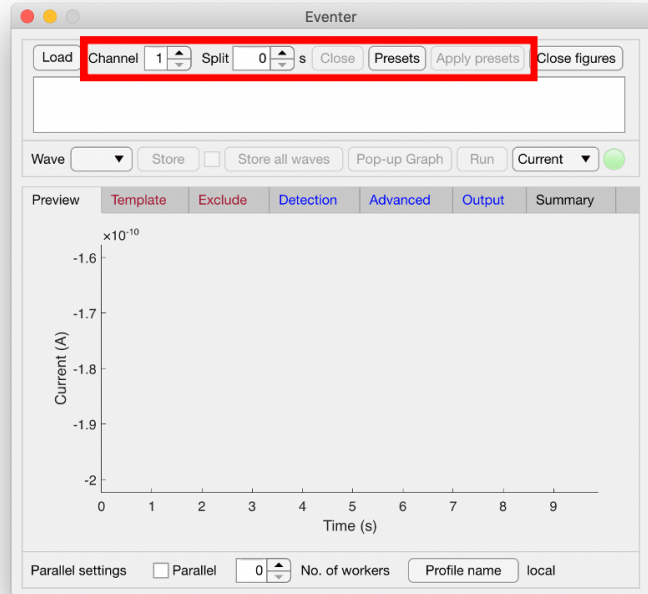 Eventer
Load Channel 1 Split 0 s Close Presets Apply presets Close figures
Wave Store Store all waves Pop-up Graph Run Current
Preview Template Exclude Detection Advanced Output Summary
×10-10
-1.6
-1.7
-1.8
-1.9
-2
Current (A)
0 1 2 3 4 5 6 7 8 9
Time (s)
Parallel settings Parallel 0 No. of workers Profile name local